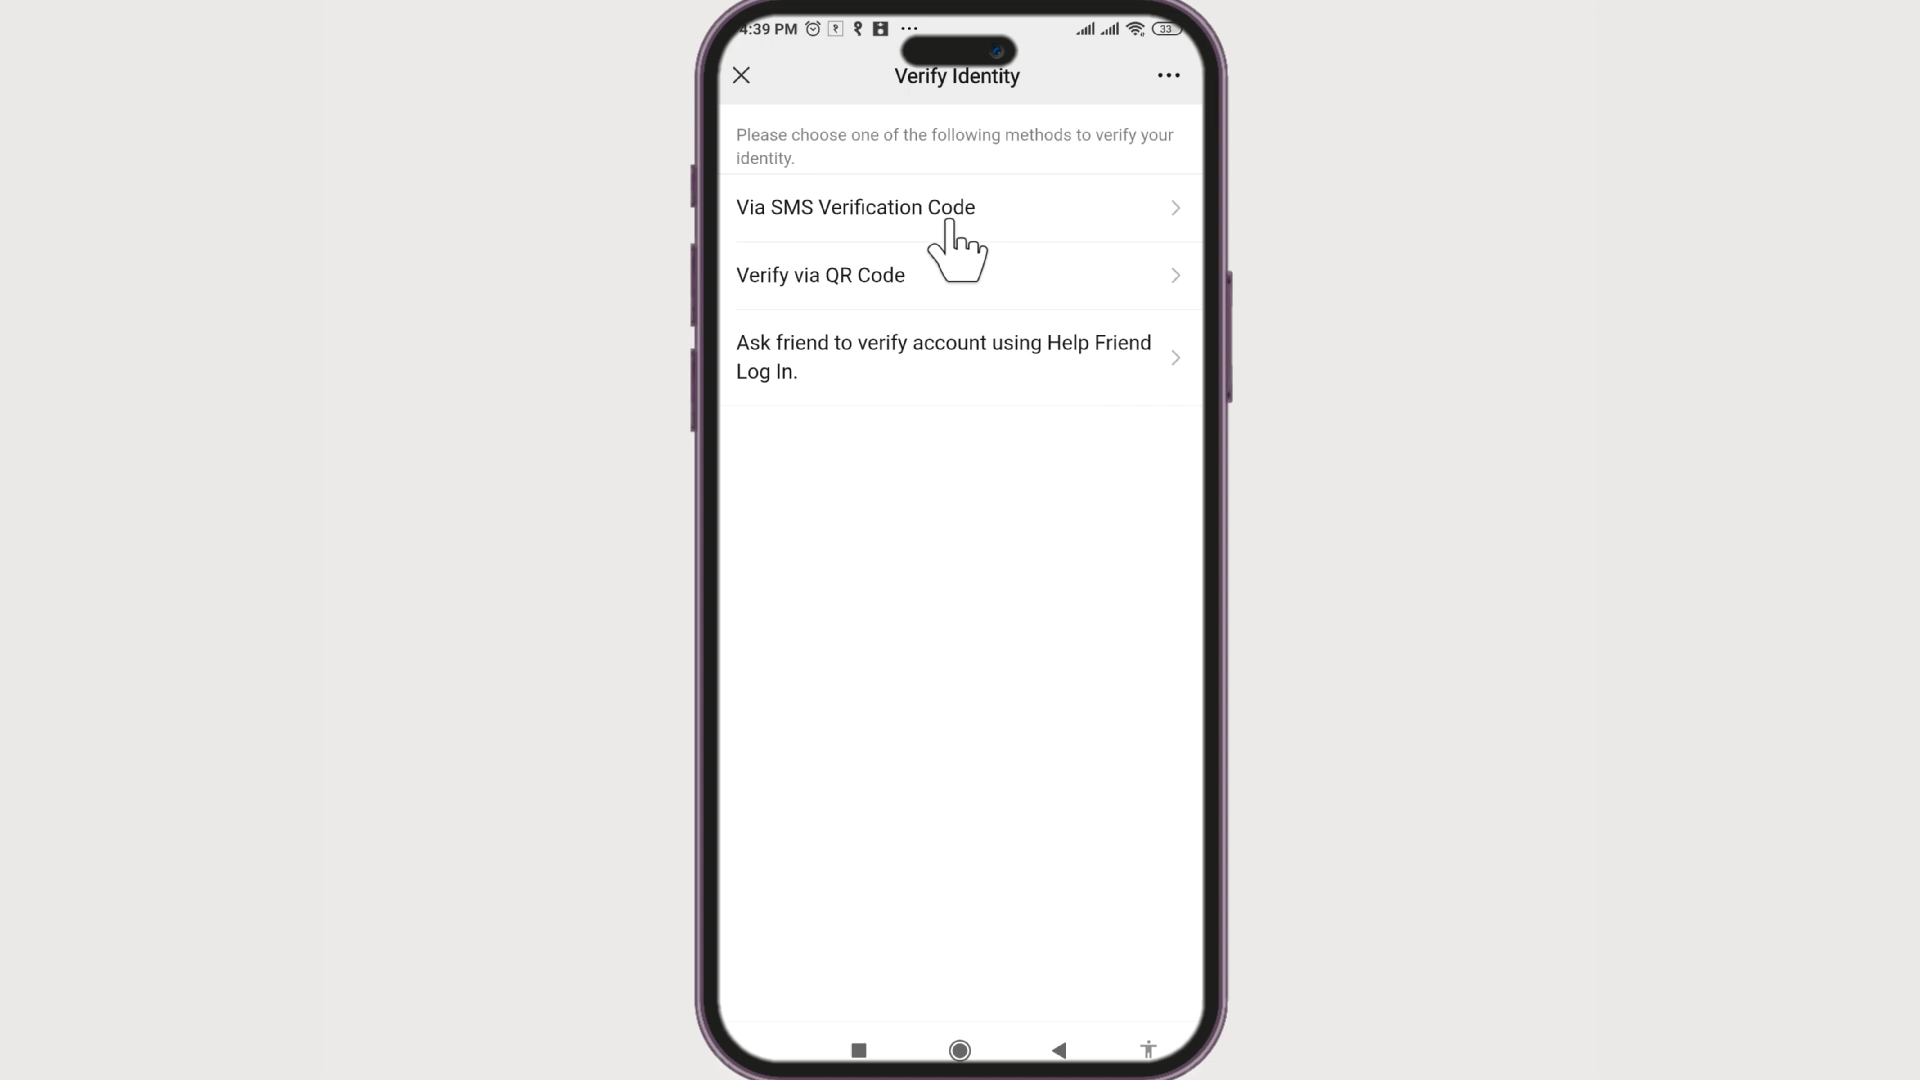 4:39 PM
33
Verify Identity
Please choose one of the following methods to verify your
identity.
Via SMS Verification Code
Verify via QR Code
Ask friend to verify account using Help Friend
Log In.